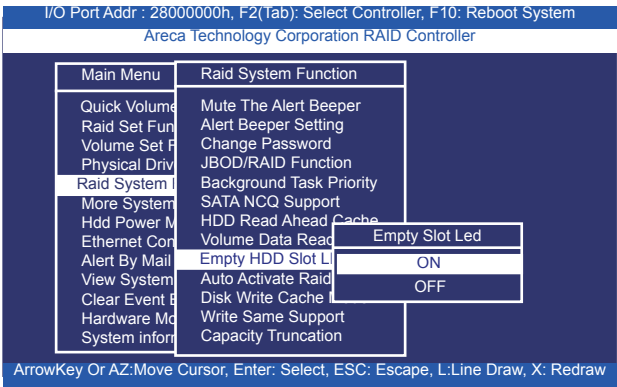 I/O Port Addr : 28000000h, F2(Tab): Select Controller, F10: Reboot System
Areca Technology Corporation RAID Controller
Main Menu
Quick Volume
Raid Set Fun
Volume Set F
Physical Driv
Raid System
More System
Hdd Power M
Ethernet Con
Alert By Mail
View System
Clear Event
Hardware Mo
System inforr
Raid System Function
Mute The Alert Beeper
Alert Beeper Setting
Change Password
JBOD/RAID Function
Background Task Priority
SATA NCQ Support
HDD Read Ahead Cache
Volume Data Read
Empty HDD Slot
Auto Activate Raid
Disk Write Cache
Write Same Support
Capacity Truncation
Empty Slot Led
ON
OFF
ArrowKey Or AZ:Move Cursor, Enter: Select, ESC: Escape, L:Line Draw, X: Redraw